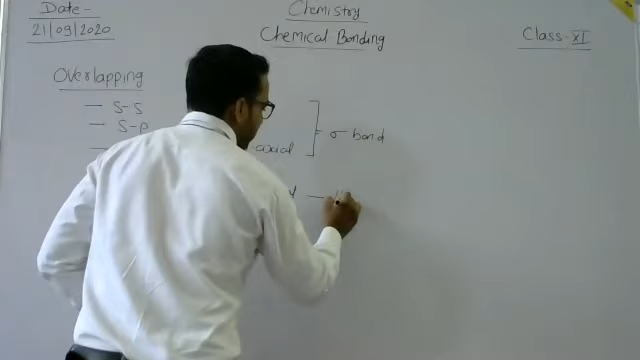 Date-
21/09/2020
Chemistry
Chemical Bonding
Class-XI
Overlapping
— S-S
— S-P
axial
σ bond